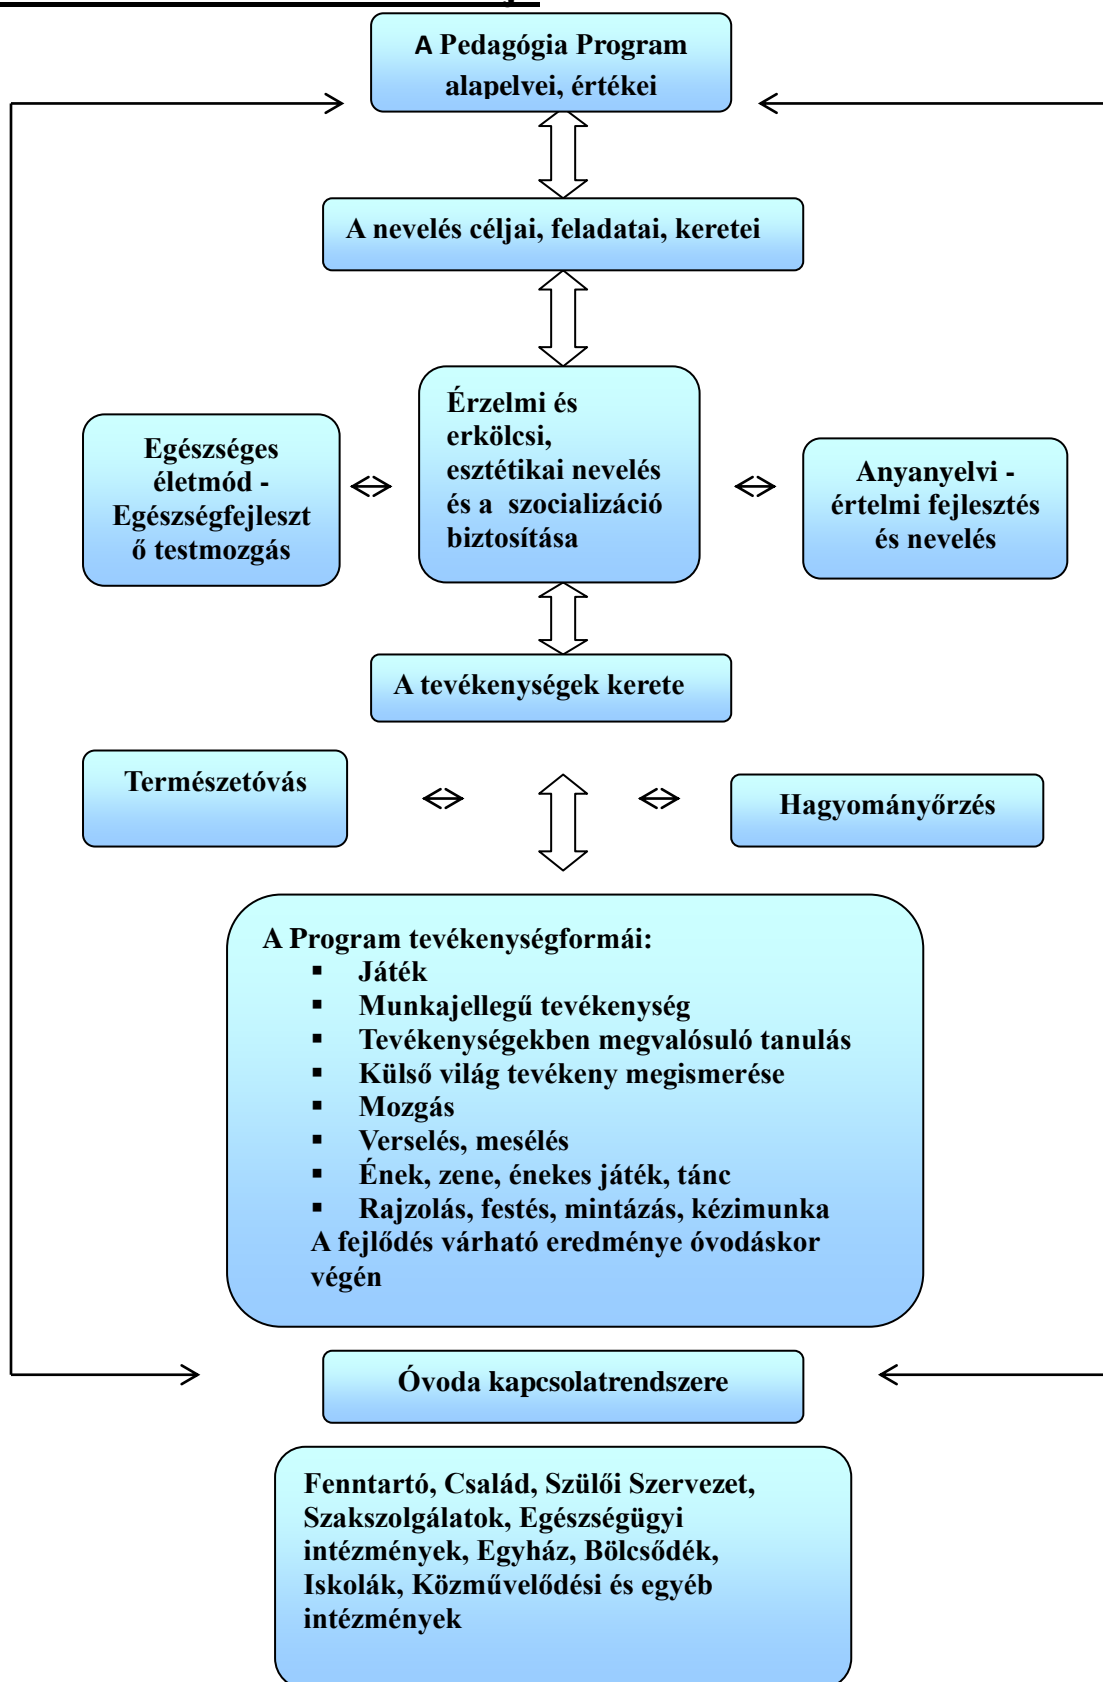 A Pedagógia Program
alapelvei, értékei
A nevelés céljai, feladatai, keretei
Egészséges
életmód -
Egészségfejleszt
ő testmozgás
Érzelmi és
erkölcsi,
esztétikai nevelés
és a szocializáció
biztosítása
Anyanyelvi -
értelmi fejlesztés
és nevelés
A tevékenységek kerete
Természetóvás
Hagyományőrzés
A Program tevékenységformái:
▪ Játék
▪ Munkajellegű tevékenység
▪ Tevékenységekben megvalósuló tanulás
▪ Külső világ tevékeny megismerése
▪ Mozgás
▪ Verselés, mesélés
▪ Ének, zene, énekes játék, tánc
▪ Rajzolás, festés, mintázás, kézimunka
A fejlődés várható eredménye óvodáskor
végén
Óvoda kapcsolatrendszere
Fenntartó, Család, Szülői Szervezet,
Szakszolgálatok, Egészségügyi
intézmények, Egyház, Bölcsődék,
Iskolák, Közművelődési és egyéb
intézmények